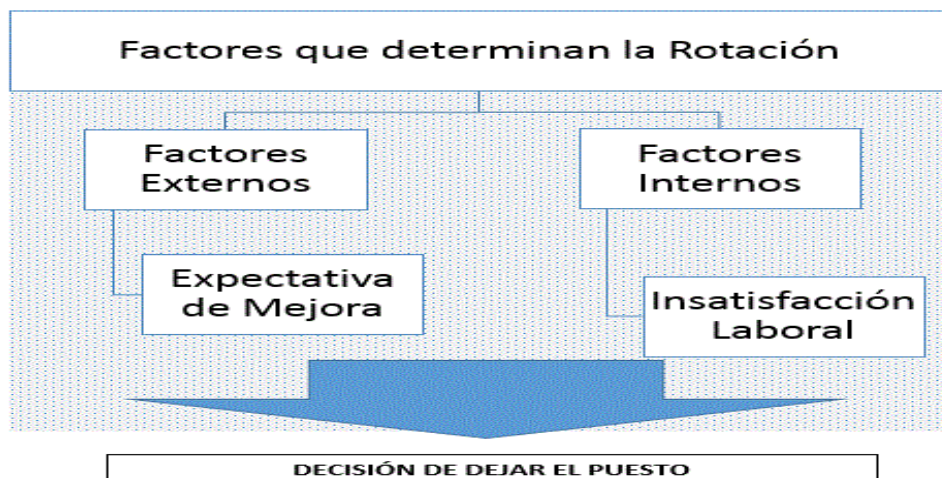 Factores que determinan la Rotación
Factores
Externos
Factores
Internos
Expectativa
de Mejora
Insatisfacción
Laboral
DECISIÓN DE DEJAR EL PUESTO